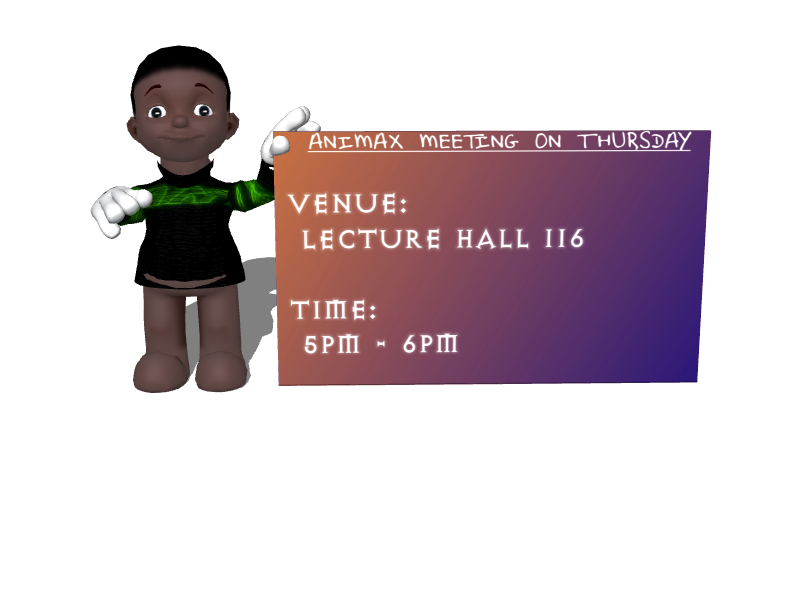 ANIMAX MEETING ON THURSDAY
VENUE:
LECTURE HALL 116
TIME:
5PM - 6PM